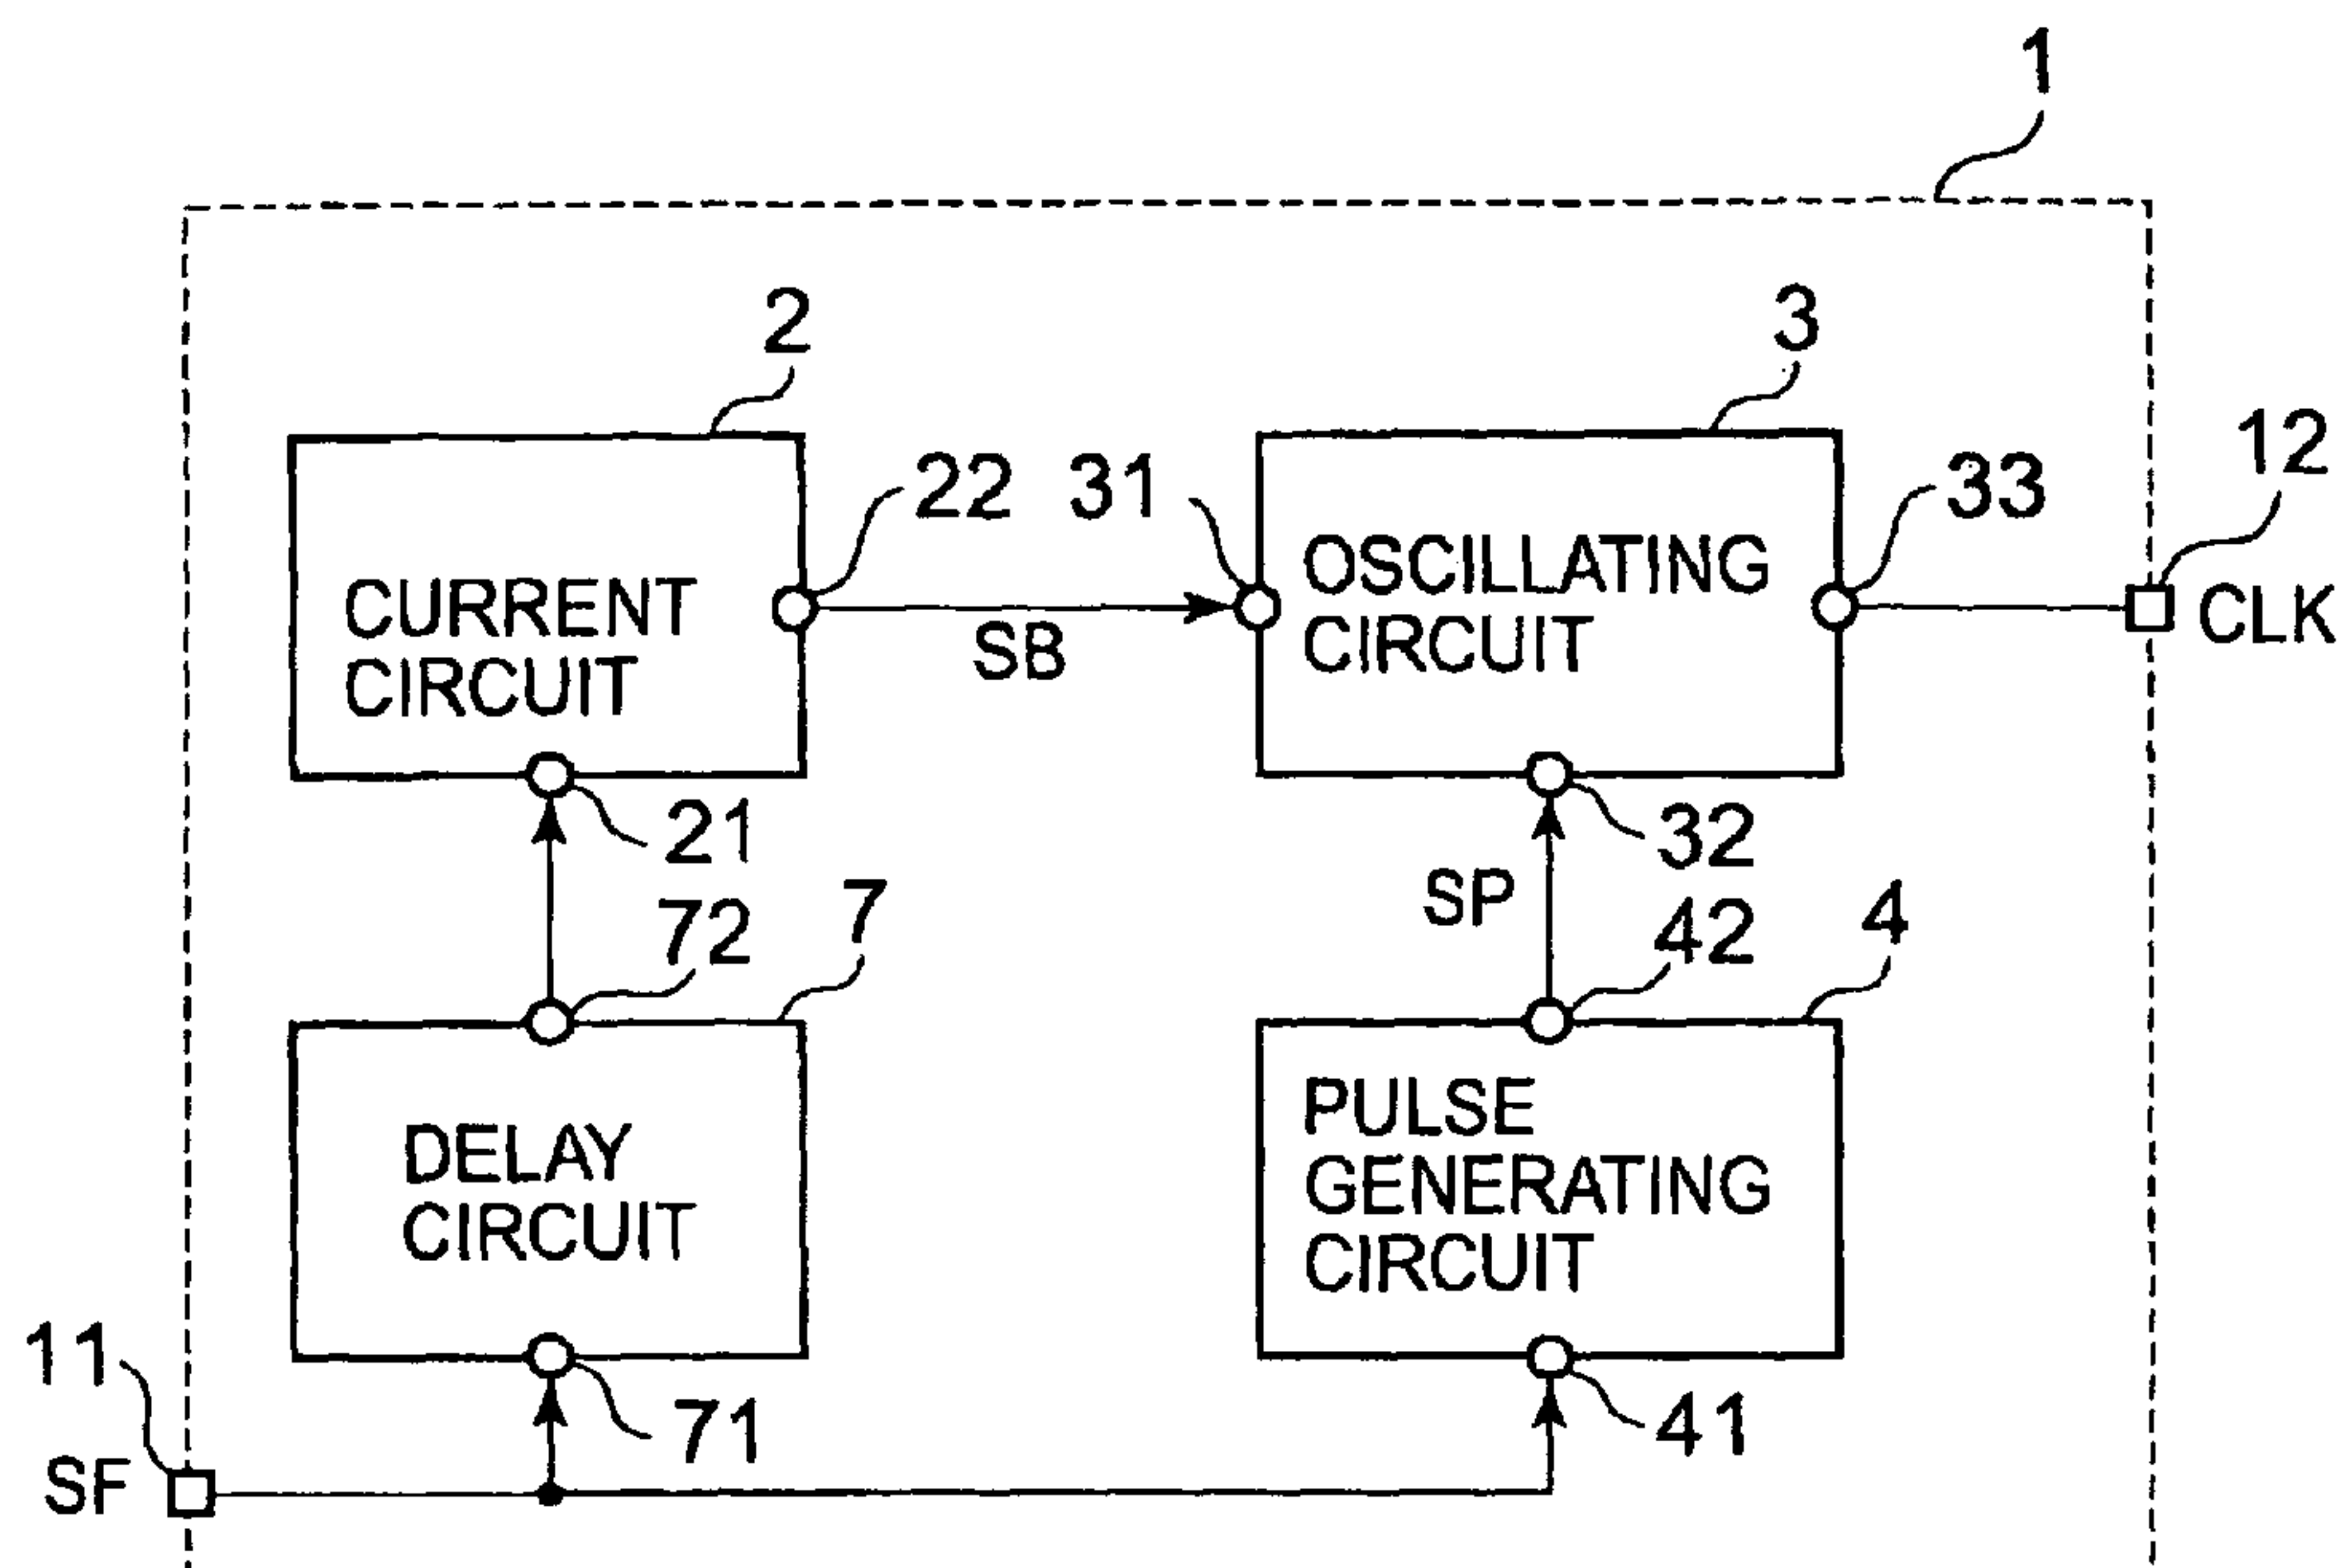 1
2
3
12
22
31
33
OSCILLATING
CIRCUIT
CURRENT
CIRCUIT
SB
CLK
21
32
7
72
SP
42
4
DELAY
CIRCUIT
PULSE
GENERATING
CIRCUIT
11
71
41
SF